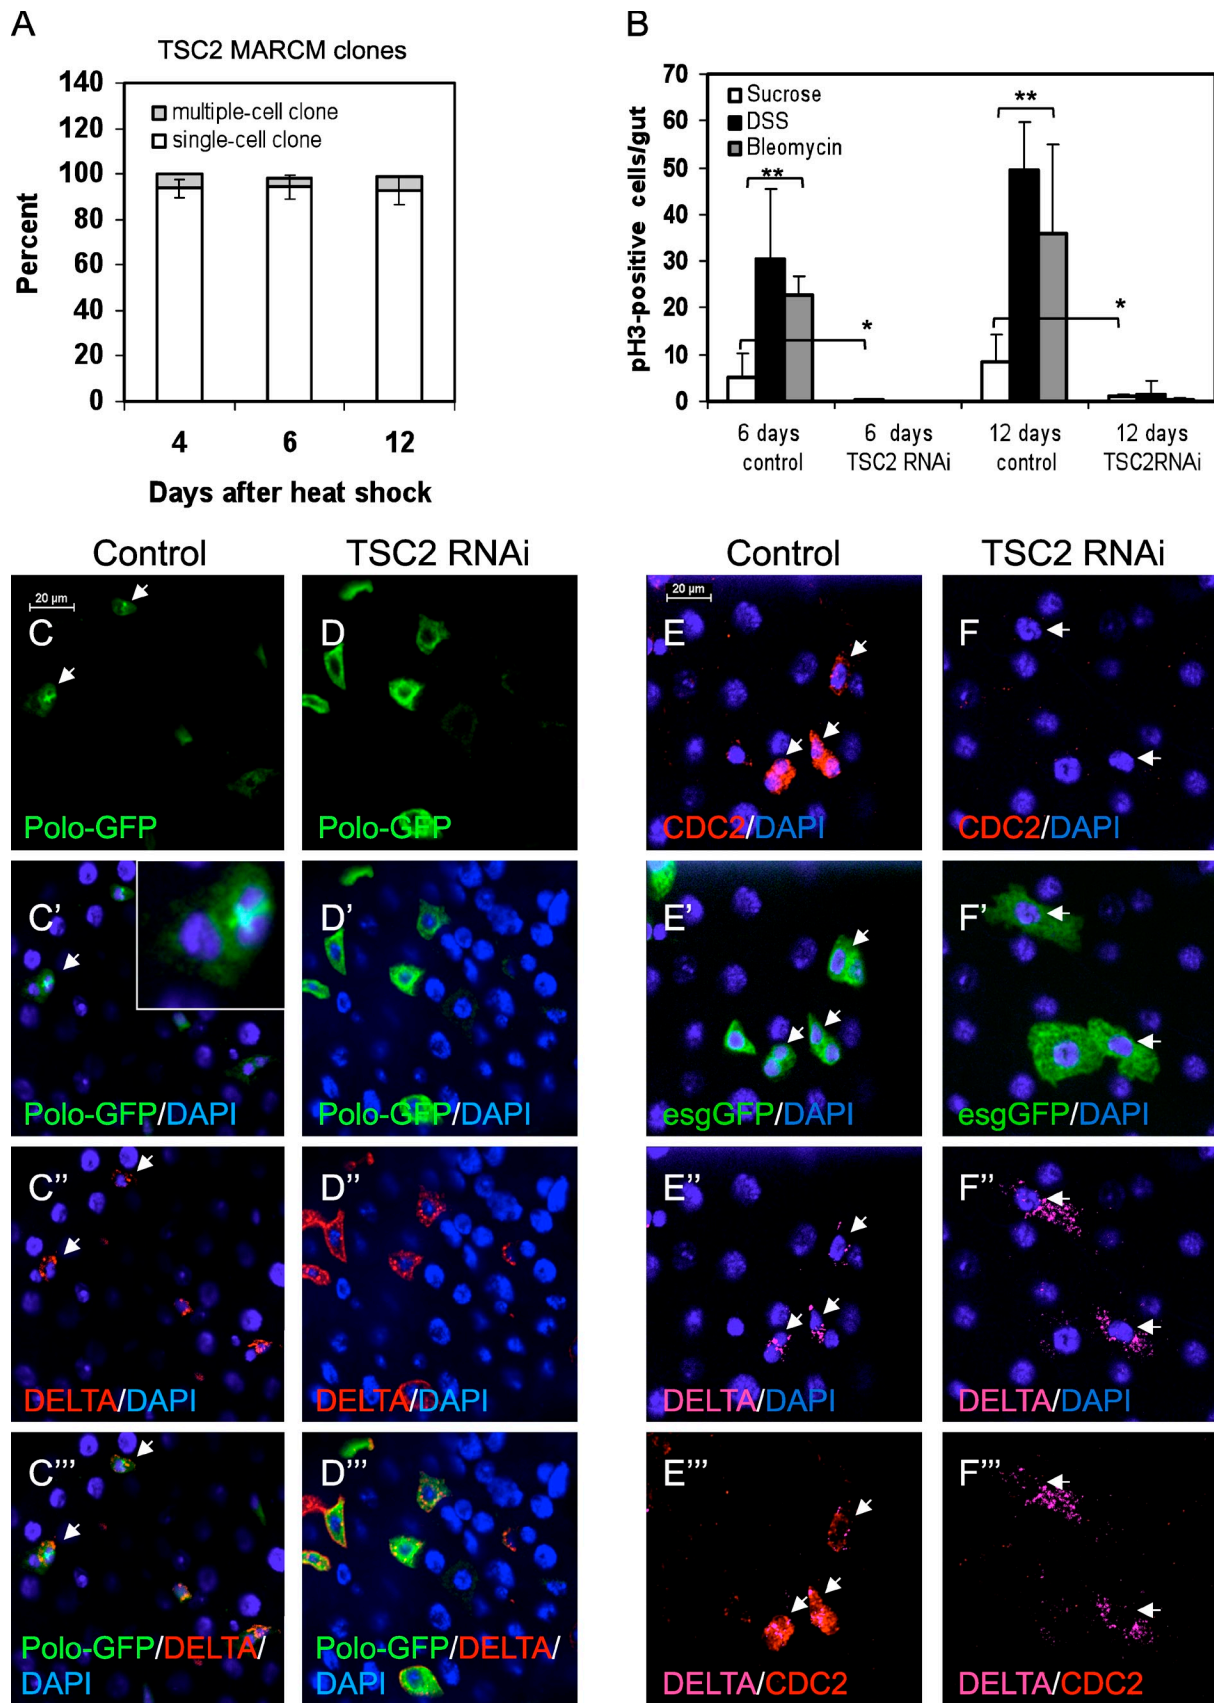 A
TSC2 MARCM clones
140
120
100
80
60
40
20
0
Percent
multiple-cell clone
single-cell clone
4
6
12
Days after heat shock
B
70
60
50
40
30
20
10
0
pH3-positive cells/gut
Sucrose
DSS
Bleomycin
**
**
*
*
6 days
control
6 days
TSC2 RNAi
12 days
control
12 days
TSC2RNAi
Control
TSC2 RNAi
Control
TSC2 RNAi
20 µm
C
Polo-GFP
D
Polo-GFP
20 µm
E
CDC2/DAPI
F
CDC2/DAPI
C'
Polo-GFP/DAPI
D'
Polo-GFP/DAPI
E'
esgGFP/DAPI
F'
esgGFP/DAPI
C''
DELTA/DAPI
D''
DELTA/DAPI
E''
DELTA/DAPI
F''
DELTA/DAPI
C'''
Polo-GFP/DELTA/
DAPI
D'''
Polo-GFP/DELTA/
DAPI
E'''
DELTA/CDC2
F'''
DELTA/CDC2